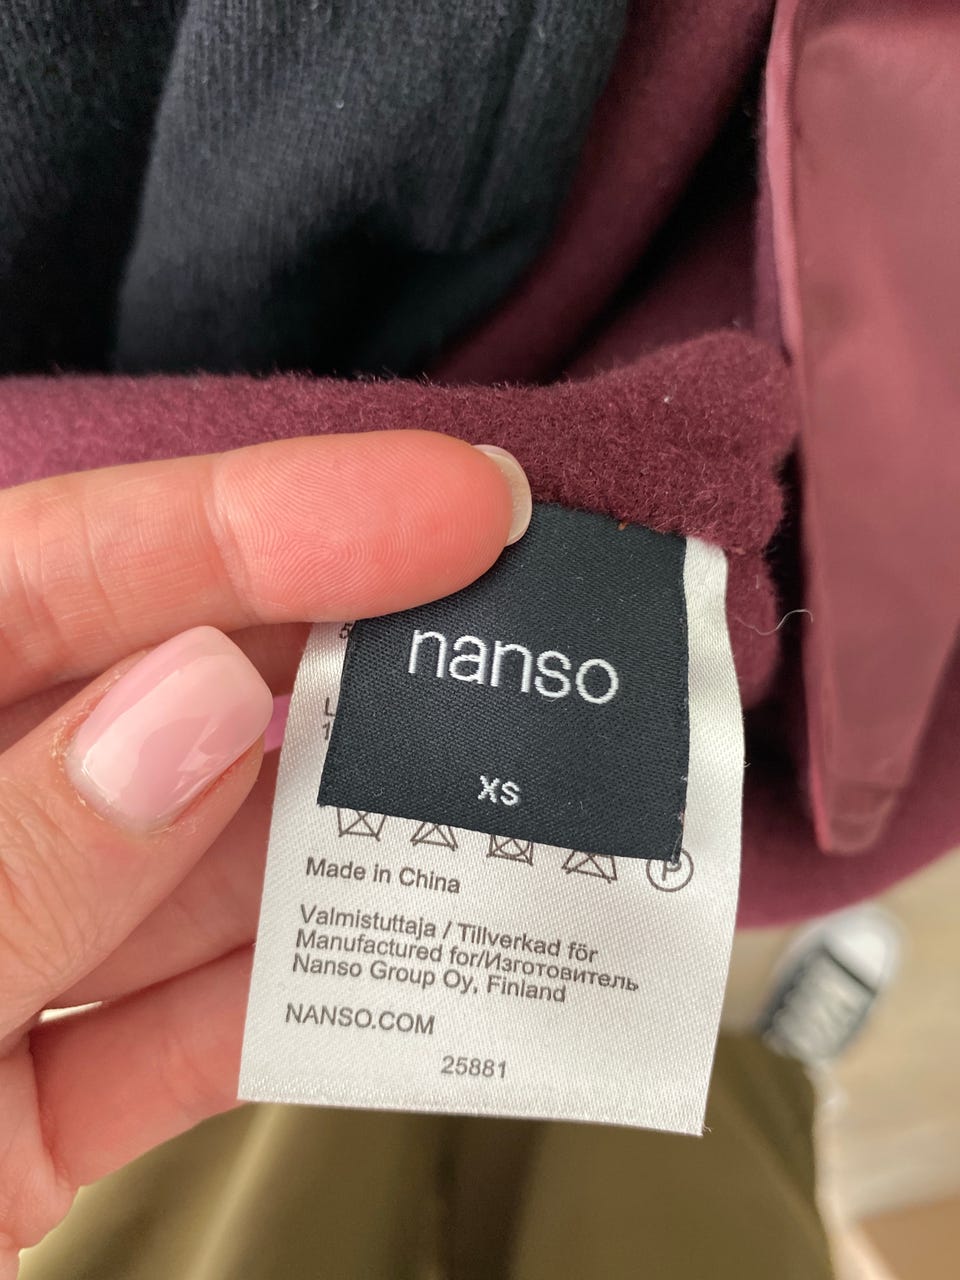 nanso
XS
P
Made in China
Valmistuttaja / Tillverkad för
Manufactured for/Изготовитель
Nanso Group Oy, Finland
NANSO.COM
25881